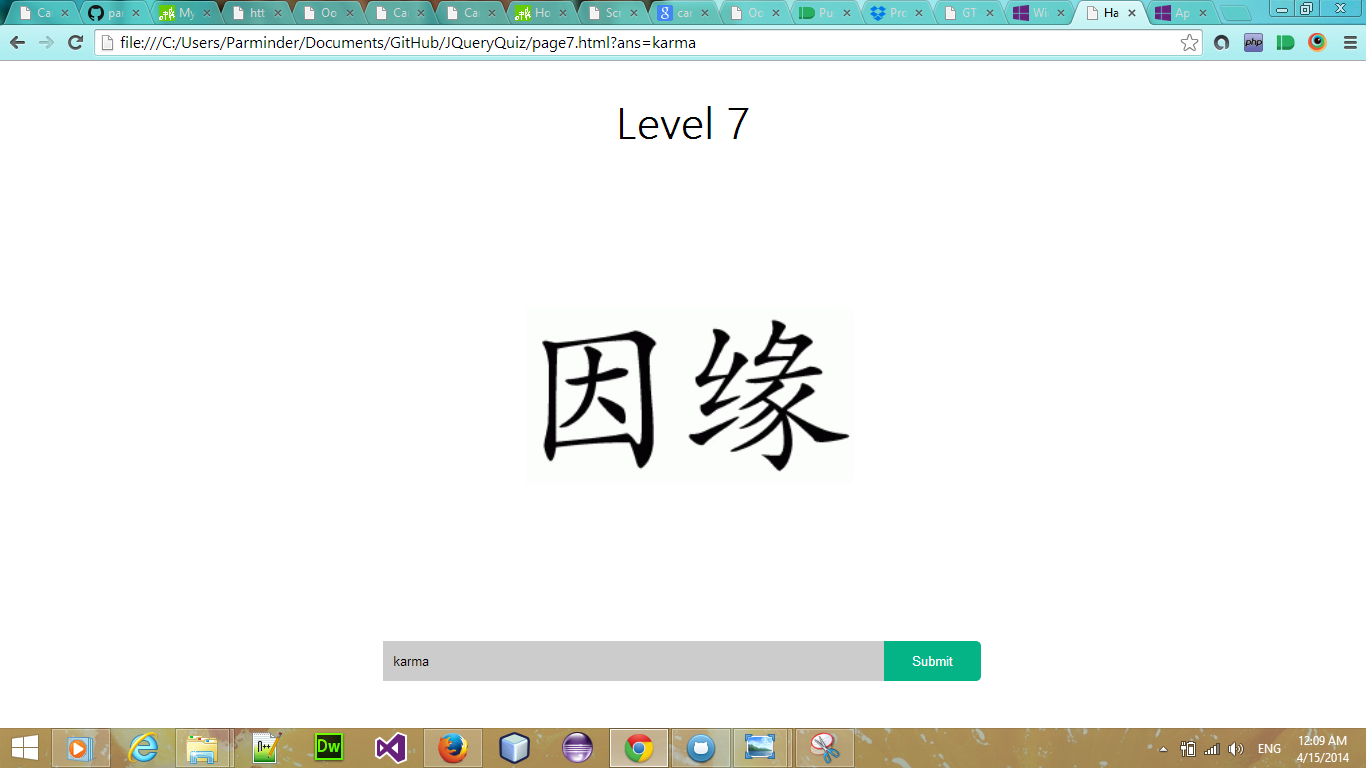 Ca
pa
My
htt
Oo
Ca
Ca
Ho
Scr
car
Oo
Pu
Pro
GT
Wi
Ha
Ap
file:///C:/Users/Parminder/Documents/GitHub/JQueryQuiz/page7.html?ans=karma
php
Level 7
因缘
karma
Submit
Dw
ENG
12:09 AM
4/15/2014